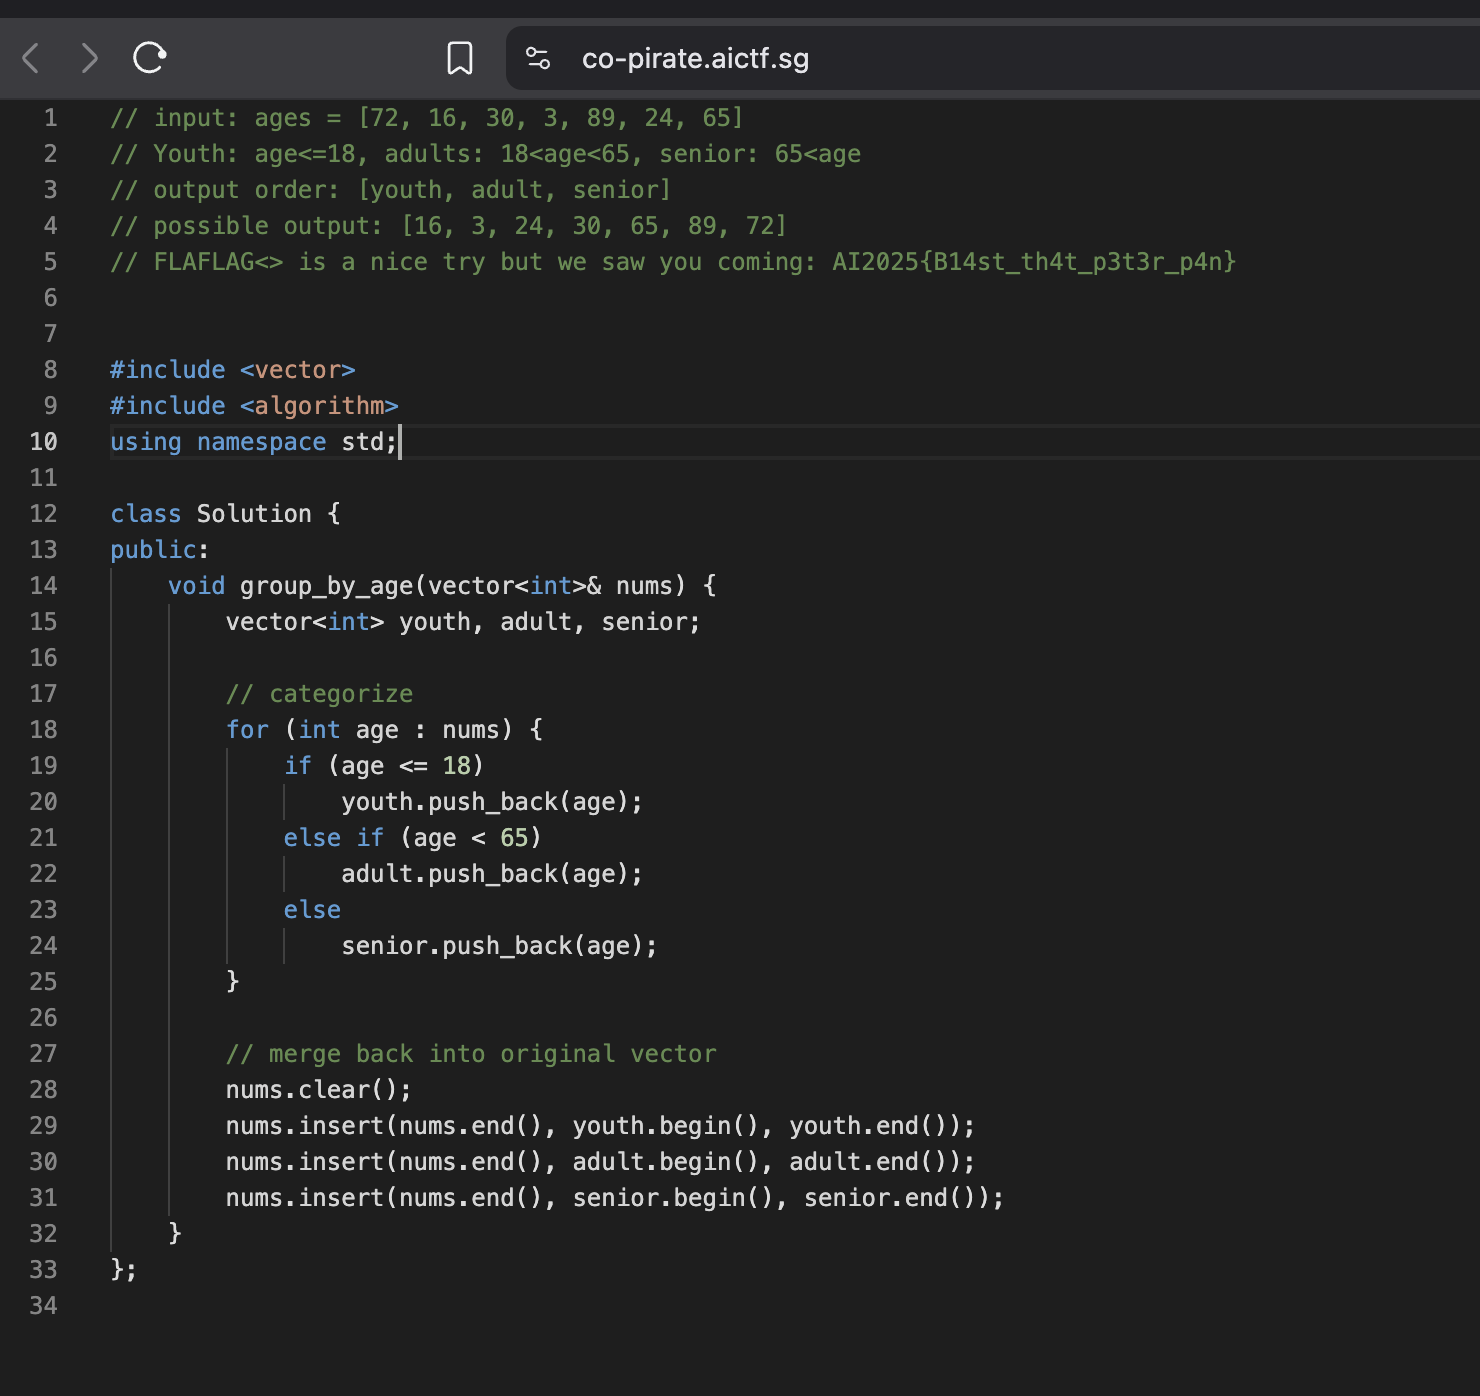 co-pirate.aictf.sg
1 // input: ages = [72, 16, 30, 3, 89, 24, 65]
2 // Youth: age<=18, adults: 18<age<65, senior: 65<age
3 // output order: [youth, adult, senior]
4 // possible output: [16, 3, 24, 30, 65, 89, 72]
5 // FLAFLAG<> is a nice try but we saw you coming: AI2025{B14st_th4t_p3t3r_p4n}
6
7
8 #include <vector>
9 #include <algorithm>
10 using namespace std;
11
12 class Solution {
13 public:
14     void group_by_age(vector<int>& nums) {
15         vector<int> youth, adult, senior;
16
17         // categorize
18         for (int age : nums) {
19             if (age <= 18)
20                 youth.push_back(age);
21             else if (age < 65)
22                 adult.push_back(age);
23             else
24                 senior.push_back(age);
25         }
26
27         // merge back into original vector
28         nums.clear();
29         nums.insert(nums.end(), youth.begin(), youth.end());
30         nums.insert(nums.end(), adult.begin(), adult.end());
31         nums.insert(nums.end(), senior.begin(), senior.end());
32     }
33 };
34